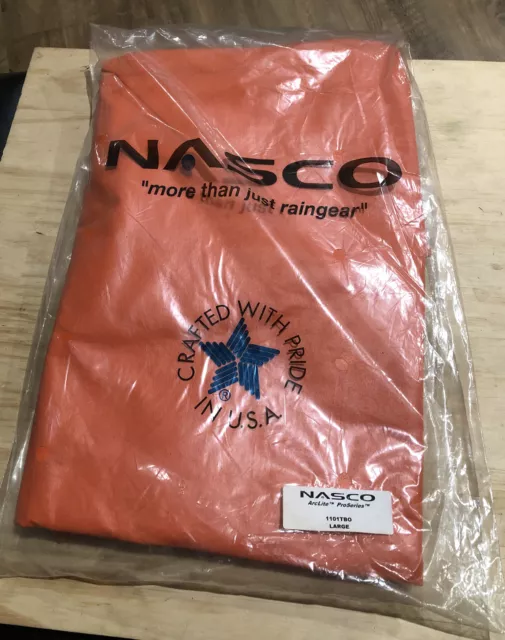 NASCO
"more than just raingear"
CRAFTED WITH PRIDE
IN U.S.A
®
NASCO
ArcLite™ ProSeries™
1101TBO
LARGE